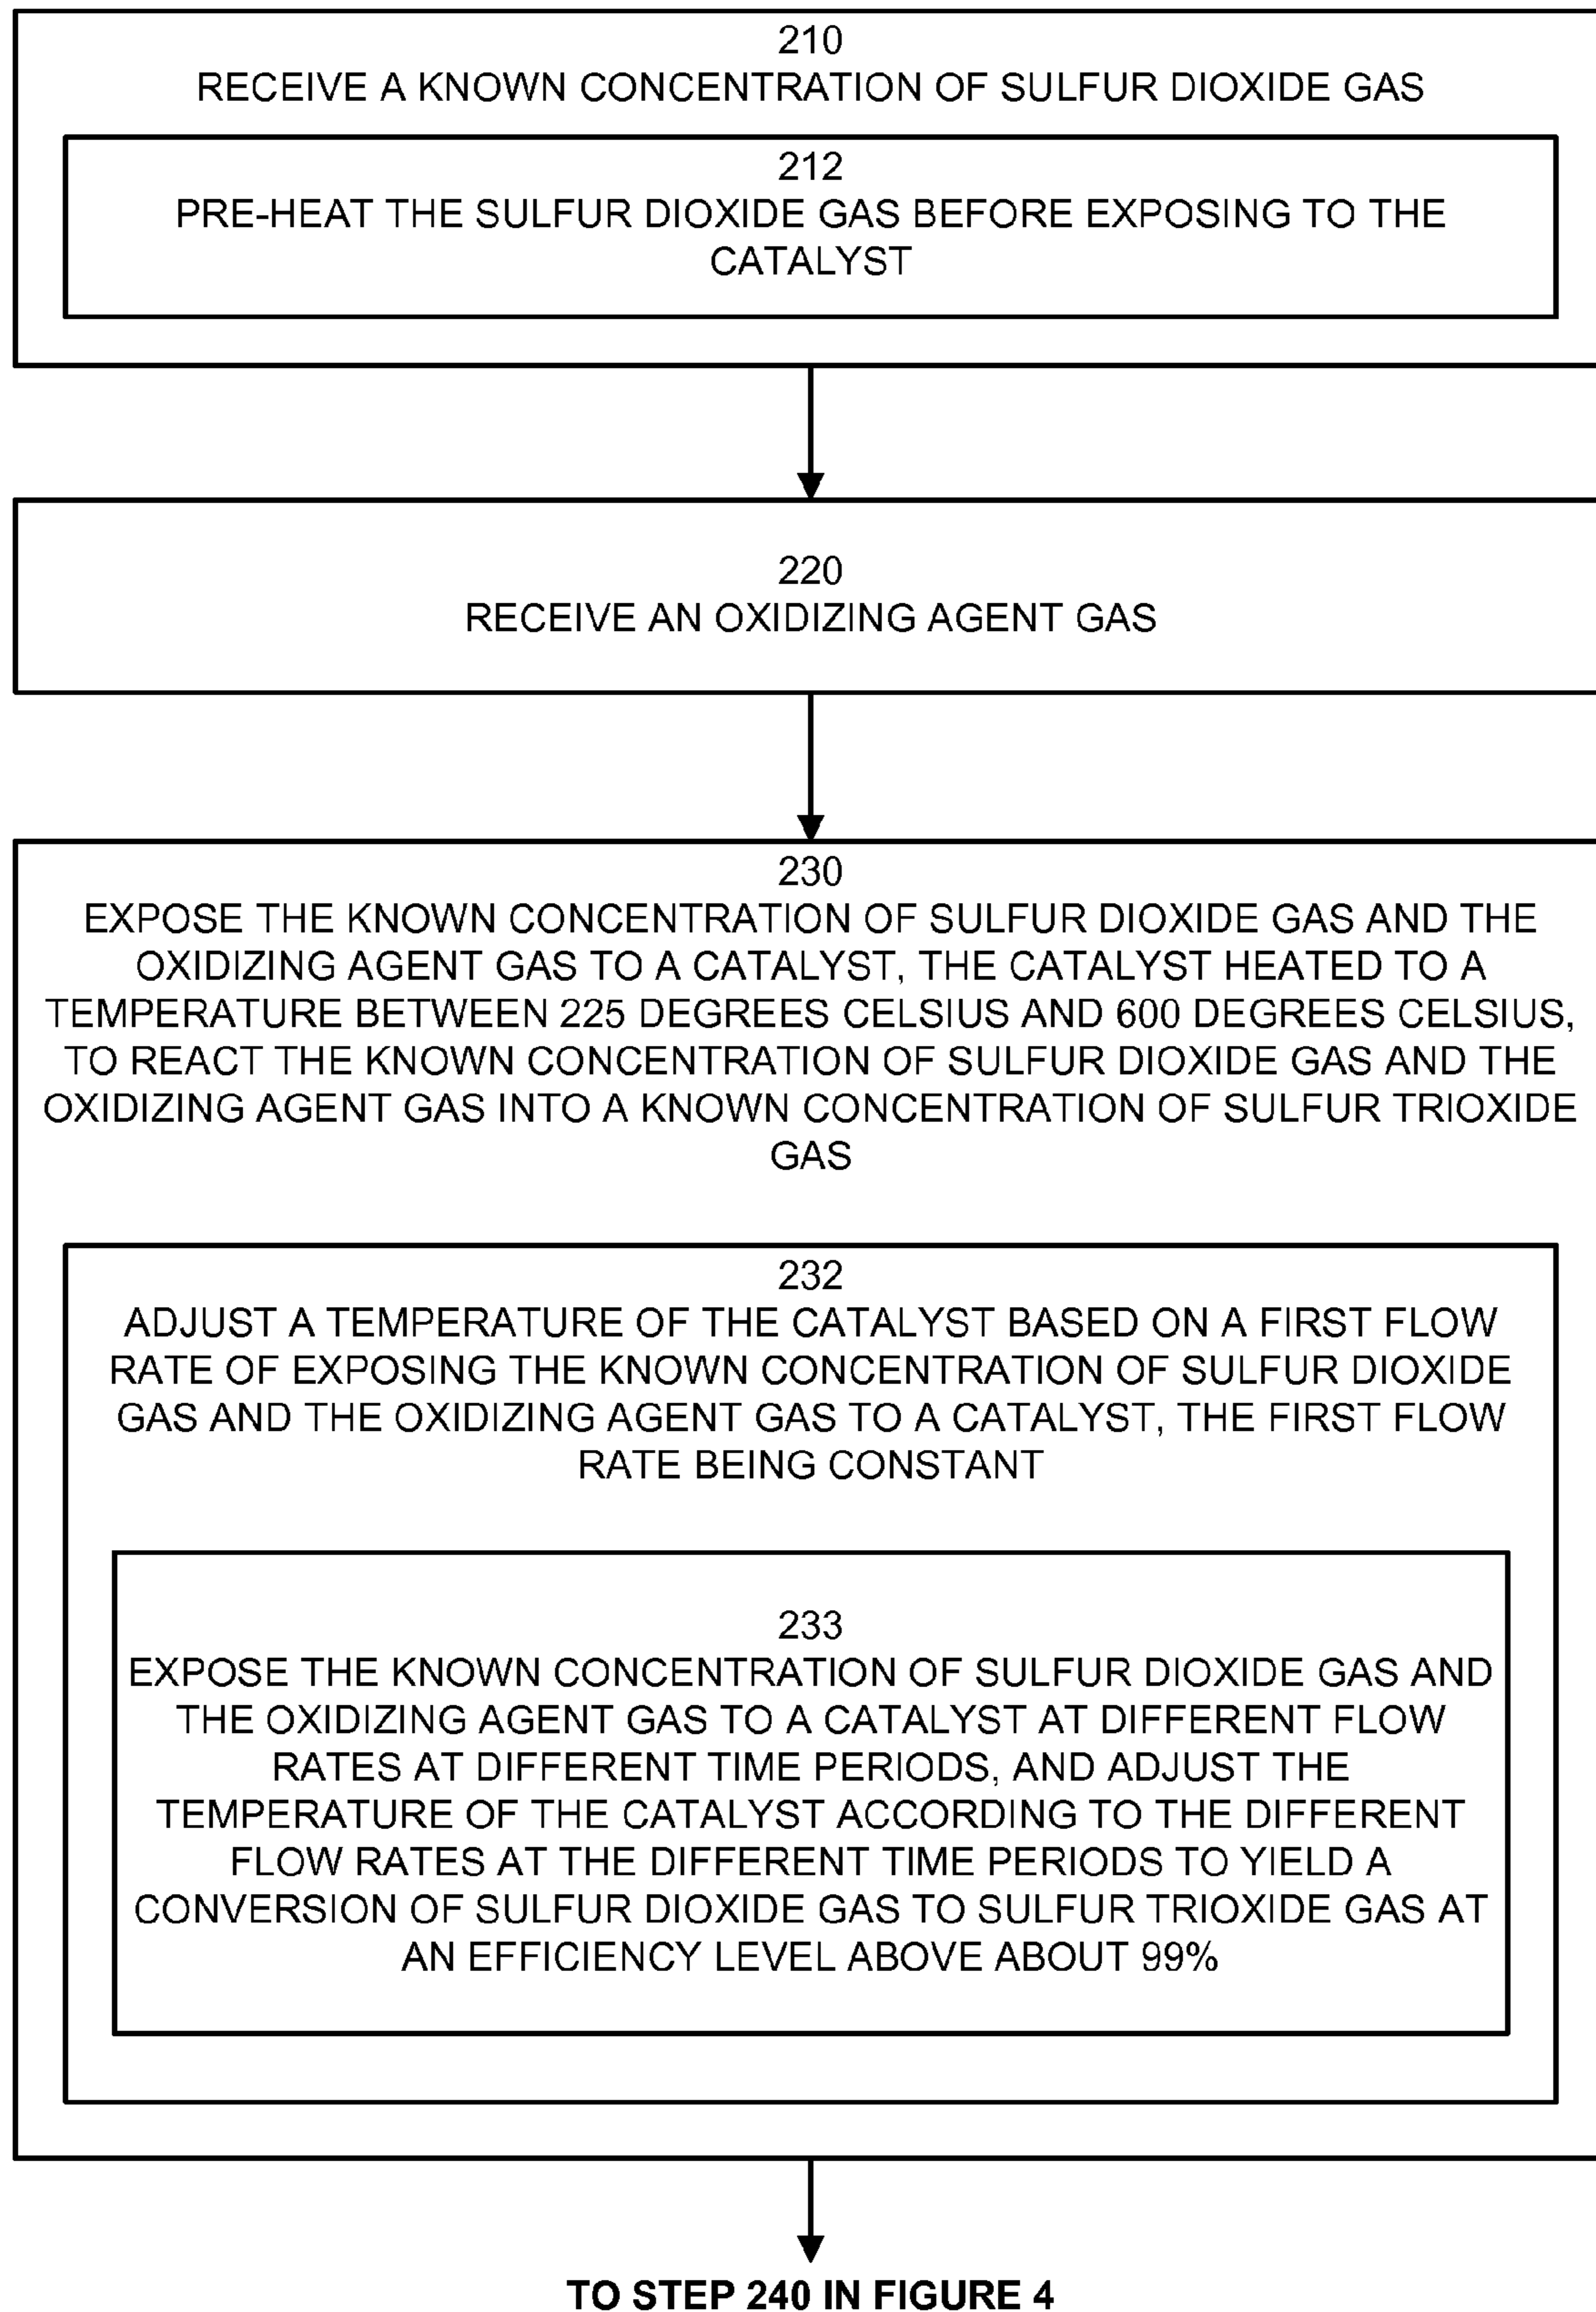 210
RECEIVE A KNOWN CONCENTRATION OF SULFUR DIOXIDE GAS
212
PRE-HEAT THE SULFUR DIOXIDE GAS BEFORE EXPOSING TO THE
CATALYST
220
RECEIVE AN OXIDIZING AGENT GAS
230
EXPOSE THE KNOWN CONCENTRATION OF SULFUR DIOXIDE GAS AND THE
OXIDIZING AGENT GAS TO A CATALYST, THE CATALYST HEATED TO A
TEMPERATURE BETWEEN 225 DEGREES CELSIUS AND 600 DEGREES CELSIUS,
TO REACT THE KNOWN CONCENTRATION OF SULFUR DIOXIDE GAS AND THE
OXIDIZING AGENT GAS INTO A KNOWN CONCENTRATION OF SULFUR TRIOXIDE
GAS
232
ADJUST A TEMPERATURE OF THE CATALYST BASED ON A FIRST FLOW
RATE OF EXPOSING THE KNOWN CONCENTRATION OF SULFUR DIOXIDE
GAS AND THE OXIDIZING AGENT GAS TO A CATALYST, THE FIRST FLOW
RATE BEING CONSTANT
233
EXPOSE THE KNOWN CONCENTRATION OF SULFUR DIOXIDE GAS AND
THE OXIDIZING AGENT GAS TO A CATALYST AT DIFFERENT FLOW
RATES AT DIFFERENT TIME PERIODS, AND ADJUST THE
TEMPERATURE OF THE CATALYST ACCORDING TO THE DIFFERENT
FLOW RATES AT THE DIFFERENT TIME PERIODS TO YIELD A
CONVERSION OF SULFUR DIOXIDE GAS TO SULFUR TRIOXIDE GAS AT
AN EFFICIENCY LEVEL ABOVE ABOUT 99%
TO STEP 240 IN FIGURE 4